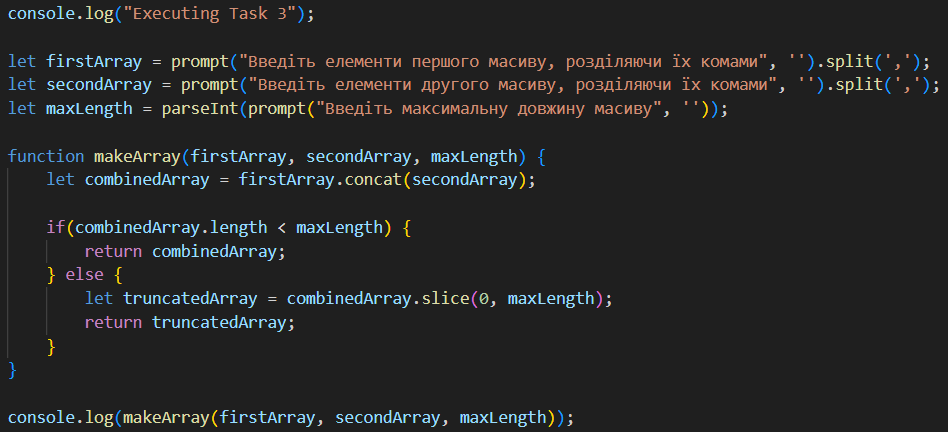 console.log("Executing Task 3");
let firstArray = prompt("Введіть елементи першого масиву, розділяючи їх комами", '').split(',');
let secondArray = prompt("Введіть елементи другого масиву, розділяючи їх комами", '').split(',');
let maxLength = parseInt(prompt("Введіть максимальну довжину масиву", ''));
function makeArray(firstArray, secondArray, maxLength) {
let combinedArray = firstArray.concat(secondArray);
if(combinedArray.length < maxLength) {
return combinedArray;
} else {
let truncatedArray = combinedArray.slice(0, maxLength);
return truncatedArray;
}
}
console.log(makeArray(firstArray, secondArray, maxLength));